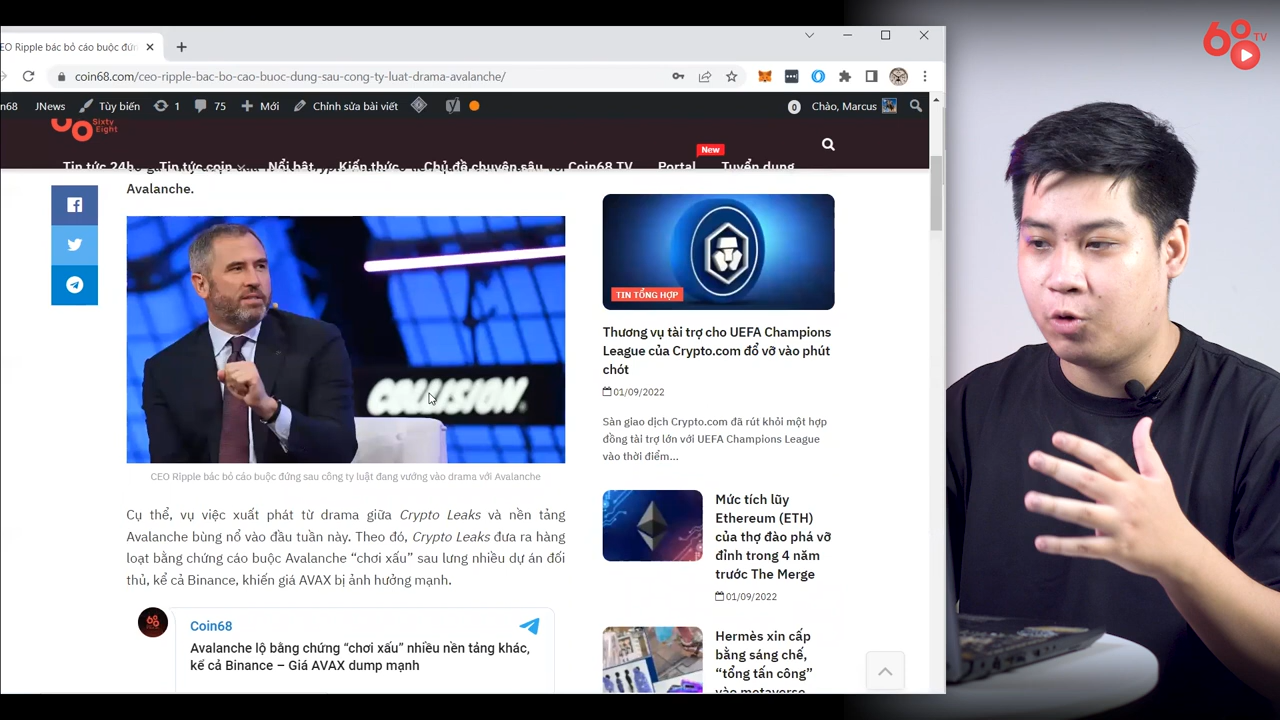 68 TV
CEO Ripple bác bỏ cáo buộc đứn
coin68.com/ceo-ripple-bac-bo-cao-buoc-dung-sau-cong-ty-luat-drama-avalanche/
n68 JNews Tùy biến 1 75 Mới Chỉnh sửa bài viết 0 Chào, Marcus
Sixty
Eight
New
Tin tức 24h Tin tức coin Nổi bật Kiến thức Chủ đề chuyên sâu Coin68 TV Portal Tuyển dụng
Avalanche.
COLLISION
CEO Ripple bác bỏ cáo buộc đứng sau công ty luật đang vướng vào drama với Avalanche
Cụ thể, vụ việc xuất phát từ drama giữa Crypto Leaks và nền tảng
Avalanche bùng nổ vào đầu tuần này. Theo đó, Crypto Leaks đưa ra hàng
loạt bằng chứng cáo buộc Avalanche “chơi xấu” sau lưng nhiều dự án đối
thủ, kể cả Binance, khiến giá AVAX bị ảnh hưởng mạnh.
Coin68
Avalanche lộ bằng chứng “chơi xấu” nhiều nền tảng khác,
kể cả Binance – Giá AVAX dump mạnh
TIN TỔNG HỢP
Thương vụ tài trợ cho UEFA Champions
League của Crypto.com đổ vỡ vào phút
chót
01/09/2022
Sàn giao dịch Crypto.com đã rút khỏi một hợp
đồng tài trợ lớn với UEFA Champions League
vào thời điểm...
Mức tích lũy
Ethereum (ETH)
của thợ đào phá vỡ
đỉnh trong 4 năm
trước The Merge
01/09/2022
Hermès xin cấp
bằng sáng chế,
“tổng tấn công”
vào metaverse